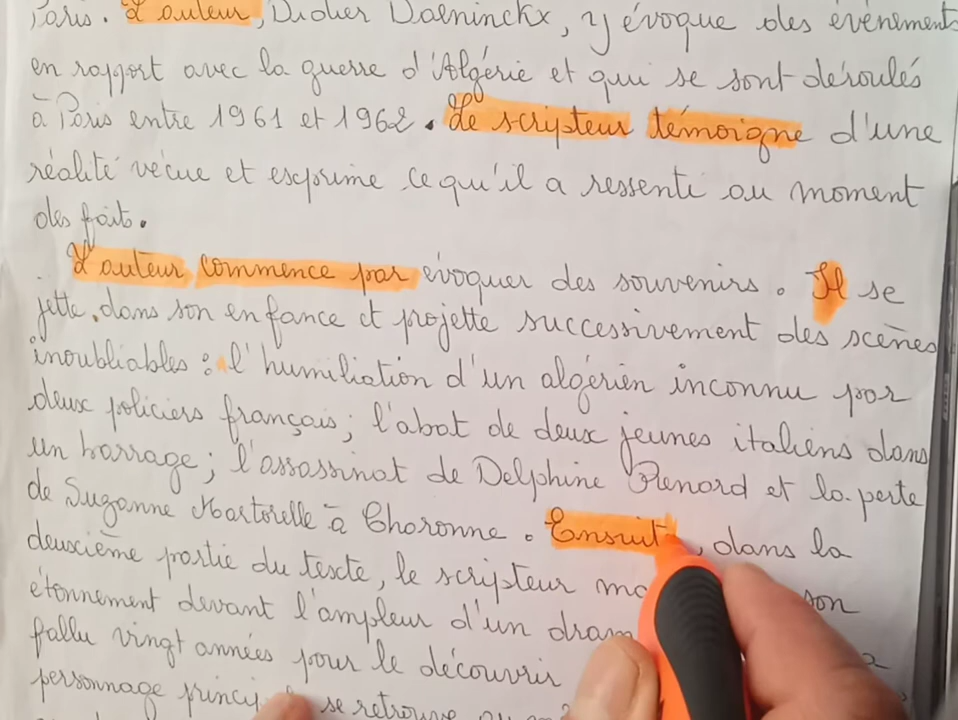 Paris. L'auteur, Didier Daeninckx, y évoque des événements
en rapport avec la guerre d'Algérie et qui se sont déroulés
à Paris entre 1961 et 1962. Le scripteur témoigne d'une
réalité vécue et exprime ce qu'il a ressenti au moment
des faits.
L'auteur commence par évoquer des souvenirs. Il se
jette dans son enfance et projette successivement des scènes
inoubliables : l'humiliation d'un algérien inconnu par
deux policiers français; l'abat de deux jeunes italiens dans
un barrage; l'assassinat de Delphine Renard et la perte
de Suzanne Martorelle à Charonne. Ensuite, dans la
deuxième partie du texte, le scripteur son
étonnement devant l'ampleur d'un
fallu vingt années pour le découvrir
personnage se retrouve